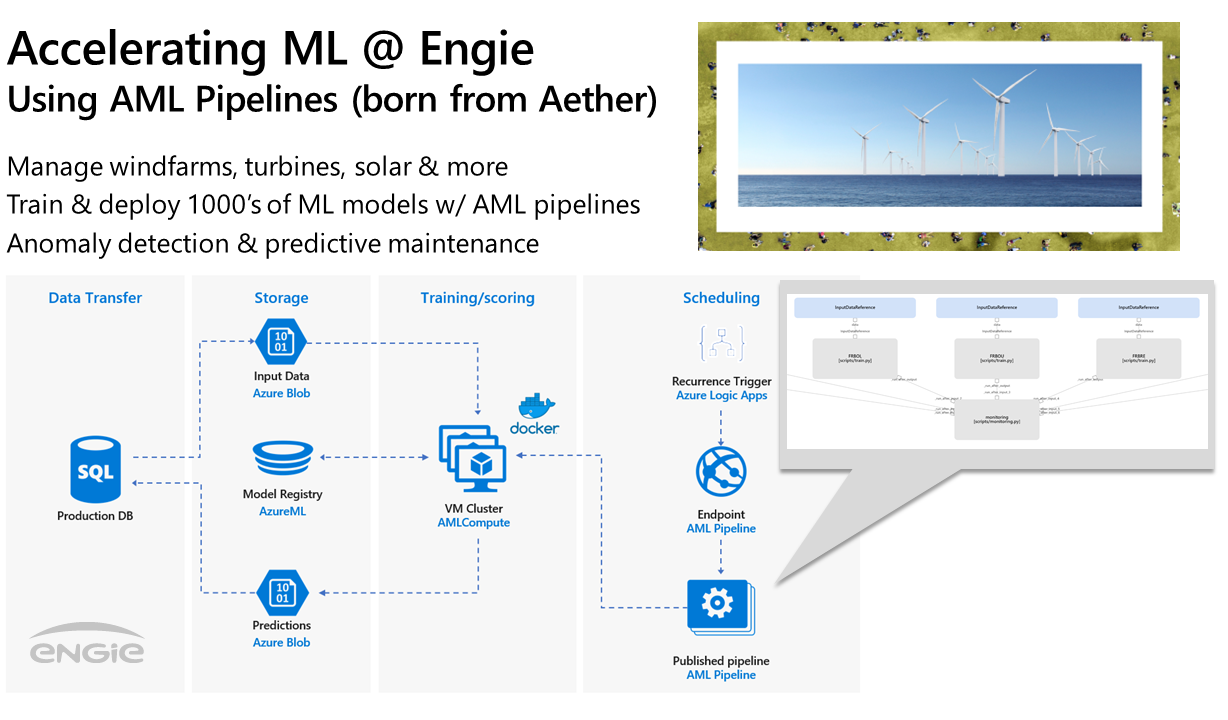 Accelerating ML @ Engie
Using AML Pipelines (born from Aether)
Manage windfarms, turbines, solar & more
Train & deploy 1000’s of ML models w/ AML pipelines
Anomaly detection & predictive maintenance
Data Transfer
Storage
Training/scoring
Scheduling
SQL
Production DB
10
01
Input Data
Azure Blob
Model Registry
AzureML
10
01
Predictions
Azure Blob
docker
VM Cluster
AMLCompute
Recurrence Trigger
Azure Logic Apps
Endpoint
AML Pipeline
Published pipeline
AML Pipeline
InputDataReference
InputDataReference
InputDataReference
FRBOL
[scripts/train.py]
FRBOU
[scripts/train.py]
FRBRE
[scripts/train.py]
monitoring
[scripts/monitoring.py]
ENGIE